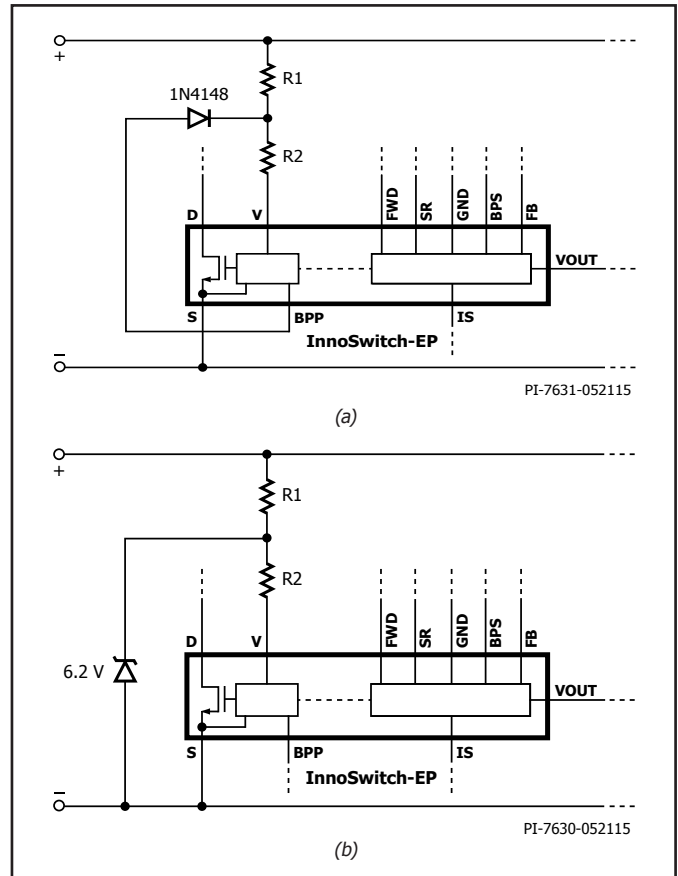 +
R1
1N4148
R2
D
V
FWD
SR
GND
BPS
FB
VOUT
S
BPP
IS
InnoSwitch-EP
−
PI-7631-052115
(a)
+
R1
R2
D
V
FWD
SR
GND
BPS
FB
6.2 V
VOUT
S
BPP
IS
InnoSwitch-EP
−
PI-7630-052115
(b)